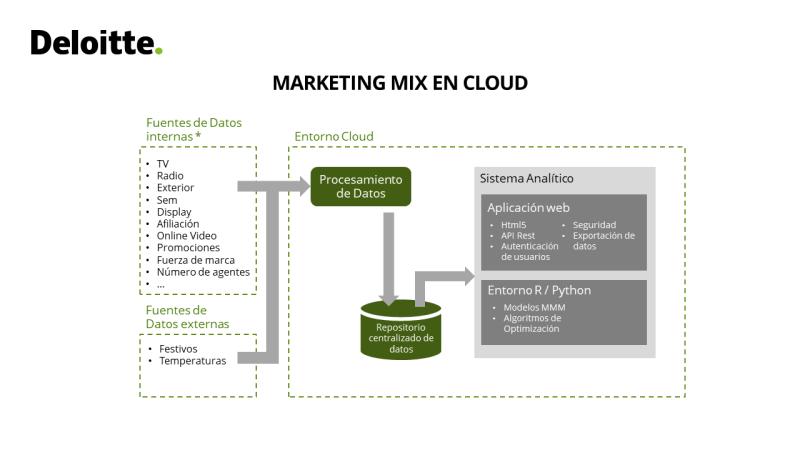 Deloitte.
MARKETING MIX EN CLOUD
Fuentes de Datos
internas *
• TV
• Radio
• Exterior
• Sem
• Display
• Afiliación
• Online Video
• Promociones
• Fuerza de marca
• Número de agentes
• ...
Fuentes de
Datos externas
• Festivos
• Temperaturas
Entorno Cloud
Procesamiento
de Datos
Repositorio
centralizado de
datos
Sistema Analítico
Aplicación web
• Html5
• API Rest
• Autenticación
de usuarios
• Seguridad
• Exportación de
datos
Entorno R / Python
• Modelos MMM
• Algoritmos de
Optimización